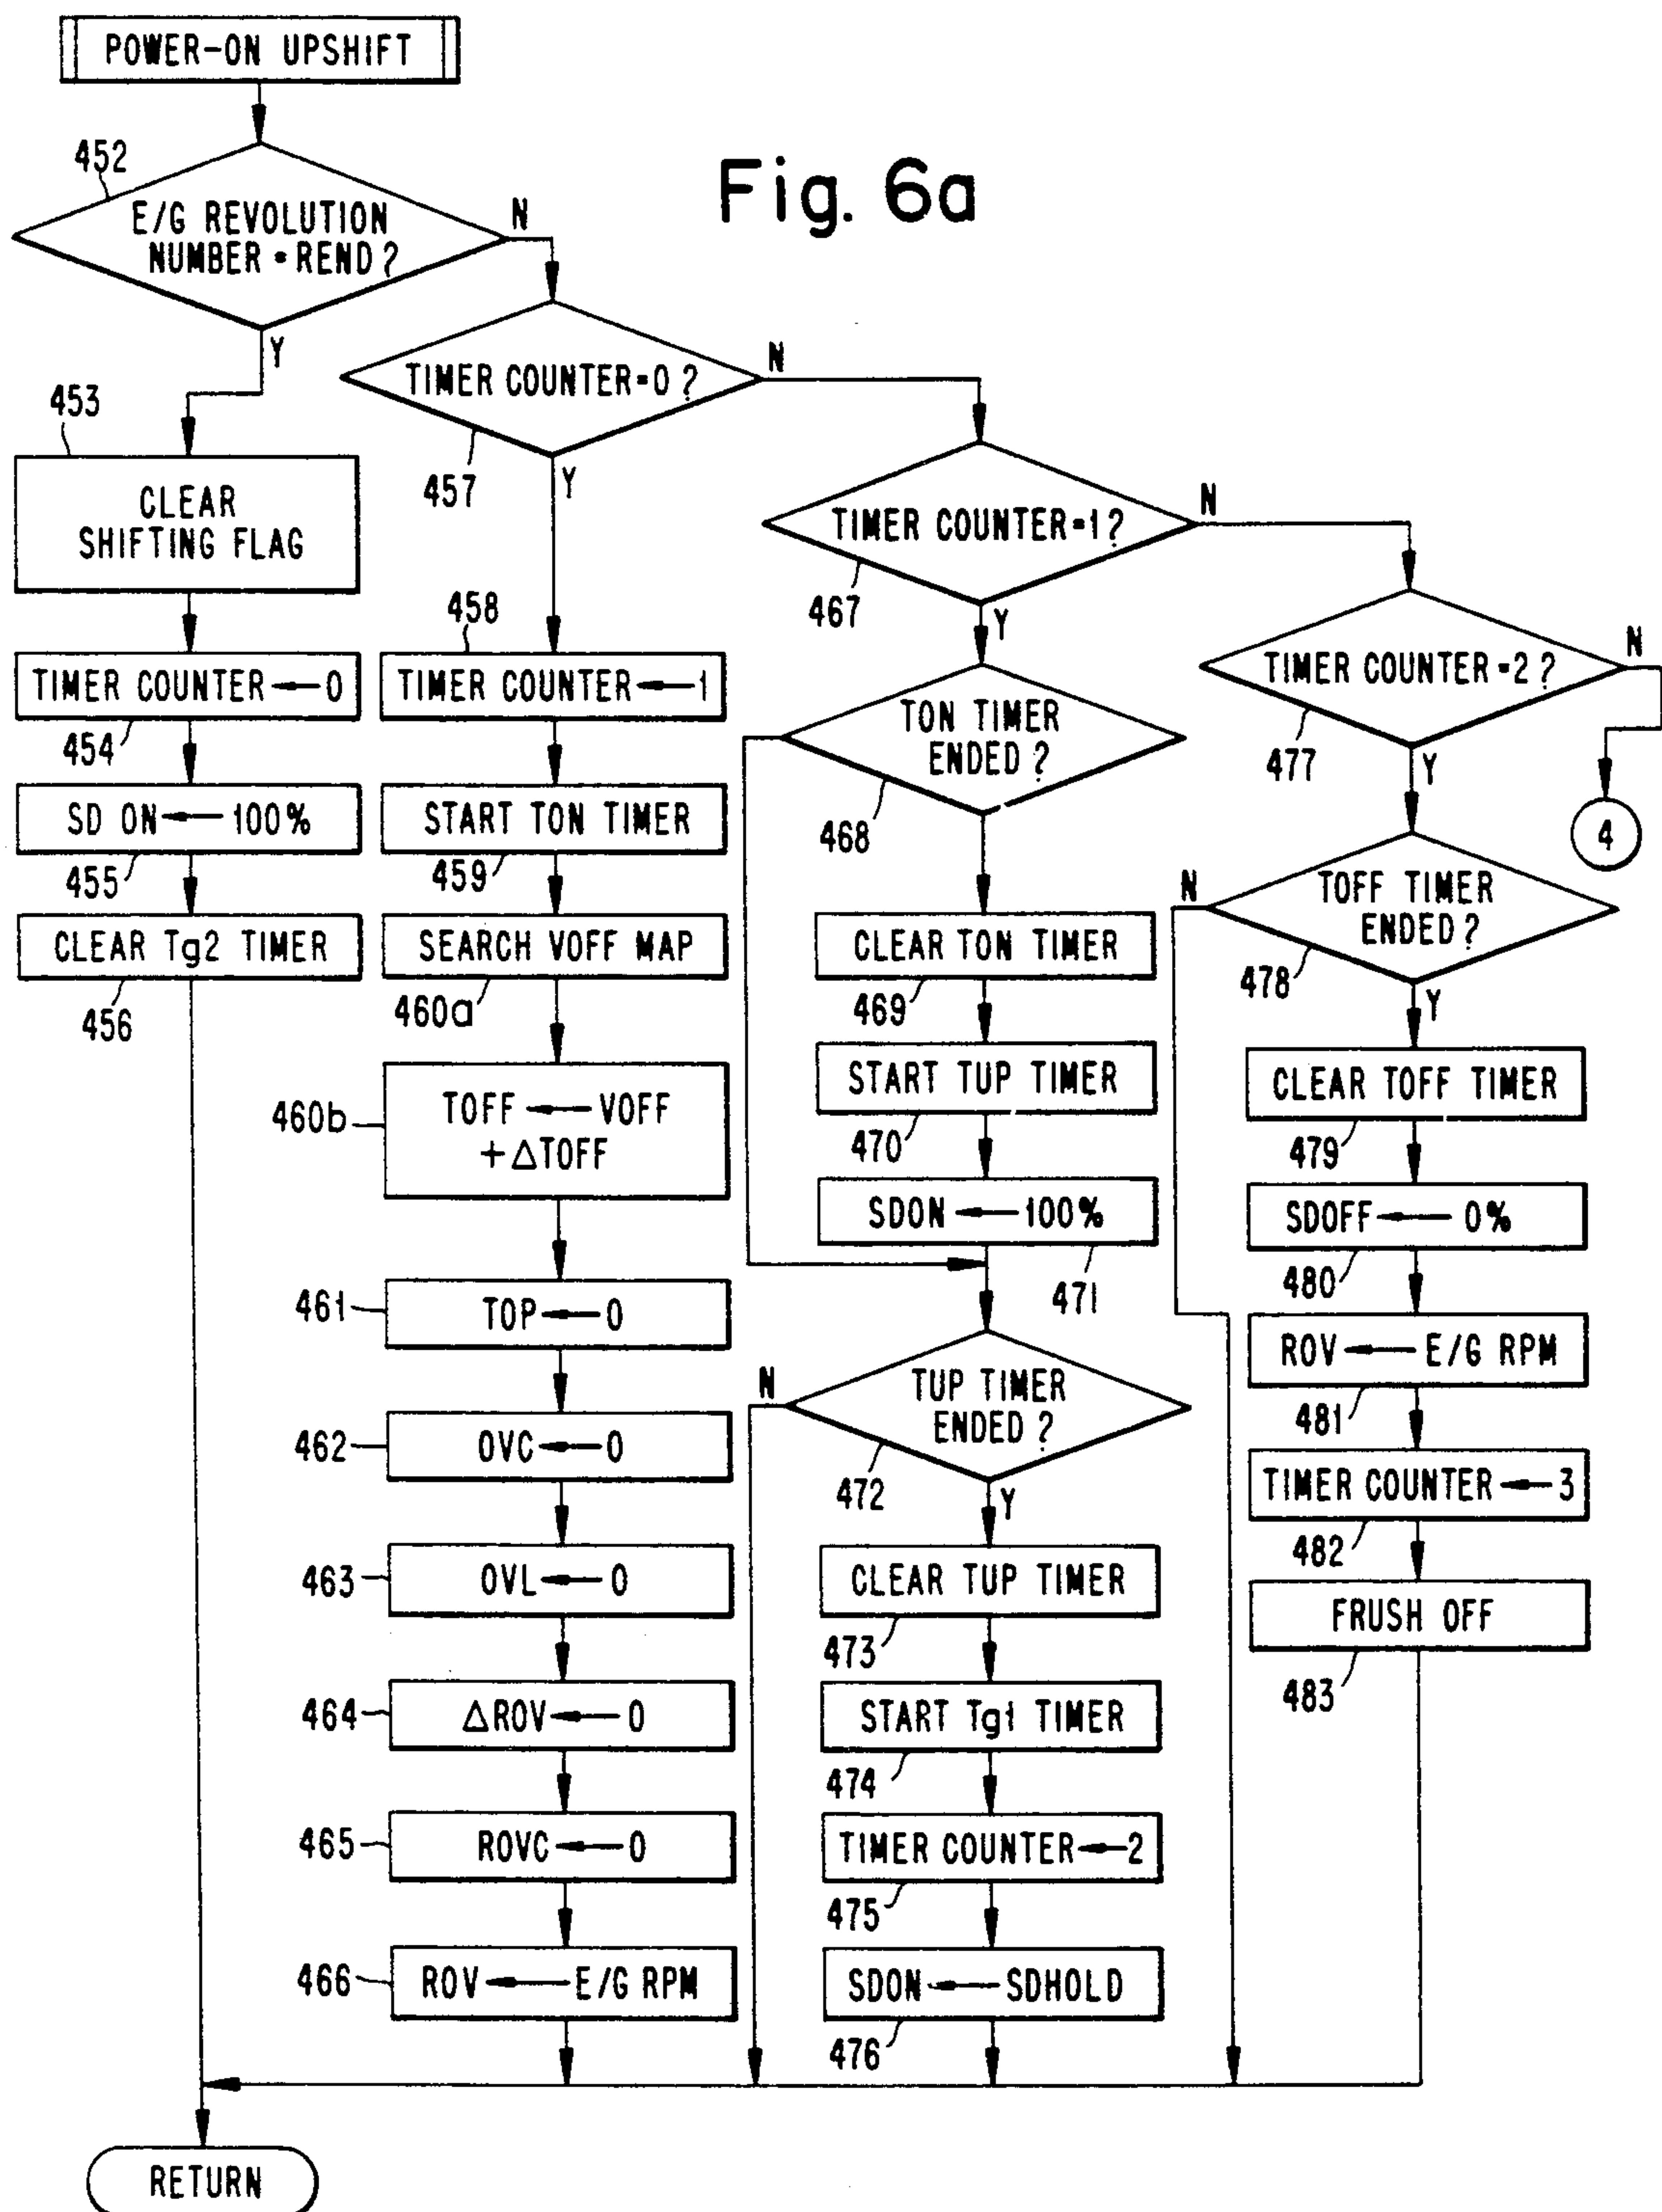 POWER-ON UPSHIFT
Fig. 6a
452
E/G REVOLUTION
NUMBER = REND ?
N
Y
453
CLEAR
SHIFTING FLAG
TIMER COUNTER ← 0
454
SD ON ← 100%
455
CLEAR Tg2 TIMER
456
TIMER COUNTER=0 ?
N
457
Y
458
TIMER COUNTER ← 1
START TON TIMER
459
SEARCH VOFF MAP
460a
460b
TOFF ← VOFF
+ △TOFF
461
TOP ← 0
462
OVC ← 0
463
OVL ← 0
464
△ROV ← 0
465
ROVC ← 0
466
ROV ← E/G RPM
TIMER COUNTER=1 ?
N
467
Y
TON TIMER
ENDED ?
468
CLEAR TON TIMER
469
START TUP TIMER
470
SDON ← 100%
471
TUP TIMER
ENDED ?
N
472
Y
CLEAR TUP TIMER
473
START Tg1 TIMER
474
TIMER COUNTER ← 2
475
SDON ← SDHOLD
476
TIMER COUNTER=2 ?
N
477
Y
4
TOFF TIMER
ENDED ?
N
478
Y
CLEAR TOFF TIMER
479
SDOFF ← 0%
480
ROV ← E/G RPM
481
TIMER COUNTER ← 3
482
FRUSH OFF
483
RETURN